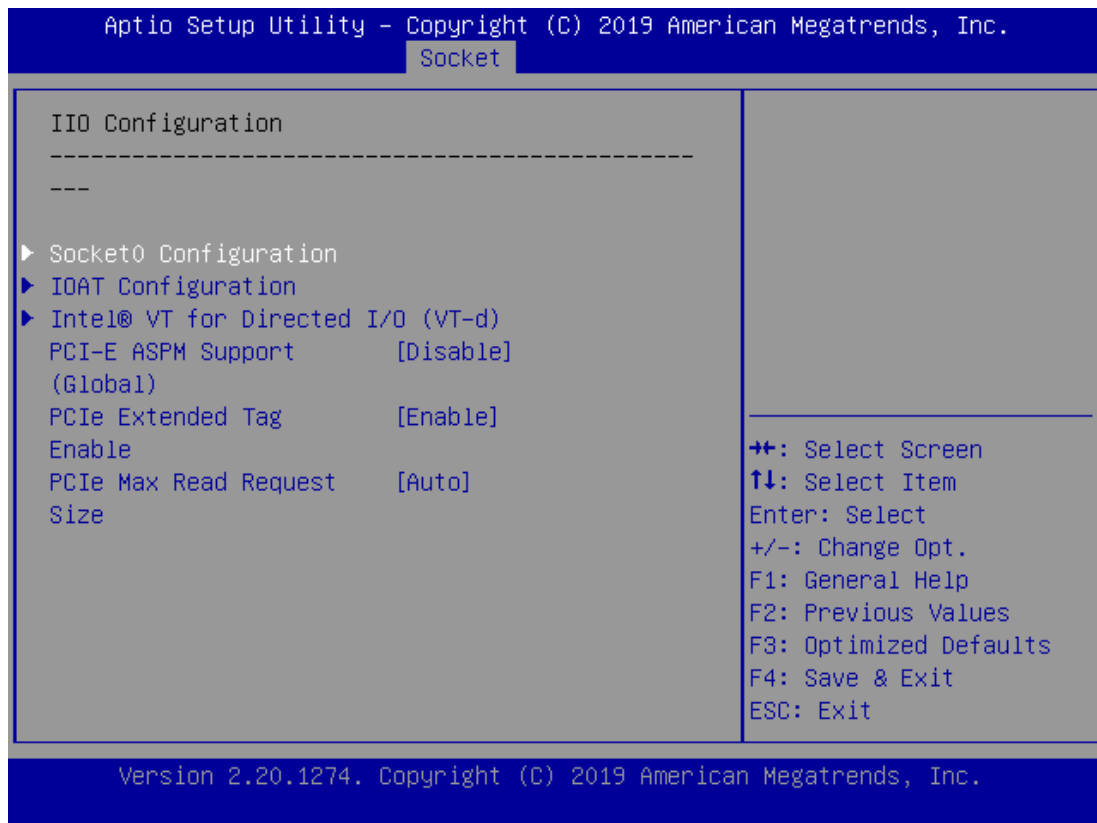 Aptio Setup Utility – Copyright (C) 2019 American Megatrends, Inc.
Socket
IIO Configuration
-----------------------------------------------
---
Socket0 Configuration
IOAT Configuration
Intel® VT for Directed I/O (VT-d)
PCI-E ASPM Support [Disable]
(Global)
PCIe Extended Tag [Enable]
Enable
PCIe Max Read Request [Auto]
Size
→←: Select Screen
↑↓: Select Item
Enter: Select
+/-: Change Opt.
F1: General Help
F2: Previous Values
F3: Optimized Defaults
F4: Save & Exit
ESC: Exit
Version 2.20.1274. Copyright (C) 2019 American Megatrends, Inc.